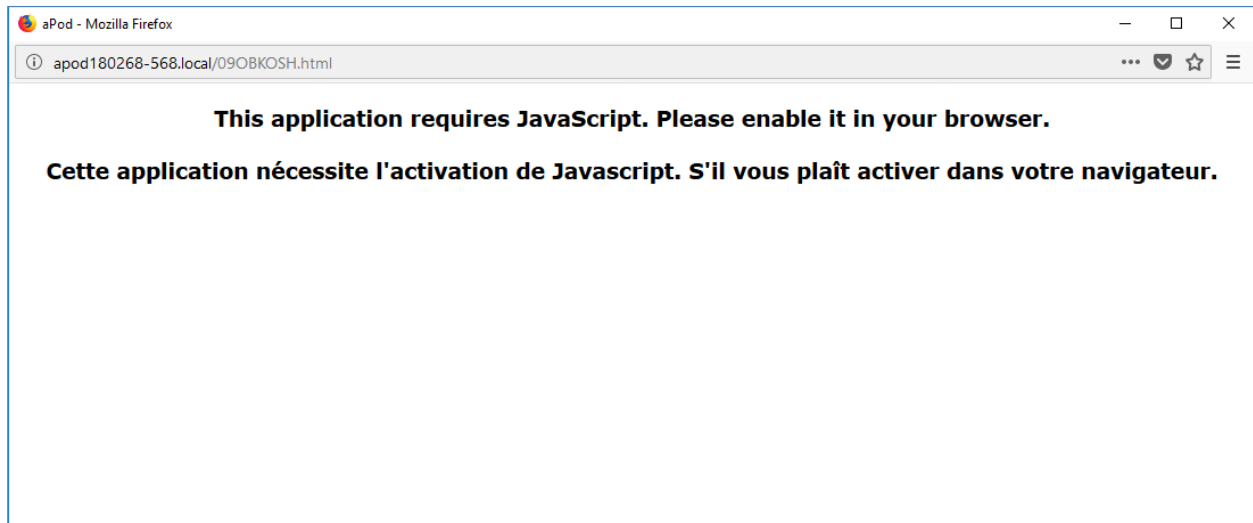 aPod - Mozilla Firefox
apod180268-568.local/09OBKOSH.html
This application requires JavaScript. Please enable it in your browser.
Cette application nécessite l'activation de Javascript. S'il vous plaît activer dans votre navigateur.